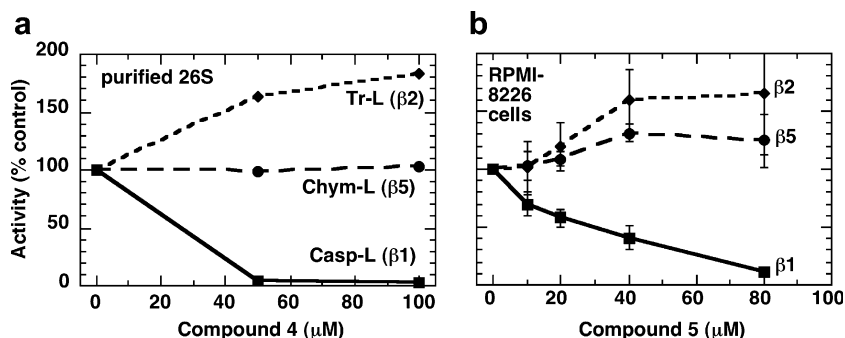 a
200
150
100
50
0
Activity (% control)
purified 26S
Tr-L (β2)
Chym-L (β5)
Casp-L (β1)
0 20 40 60 80 100
Compound 4 (μM)
b
RPMI-
8226
cells
β2
β5
β1
0 20 40 60 80 100
Compound 5 (μM)